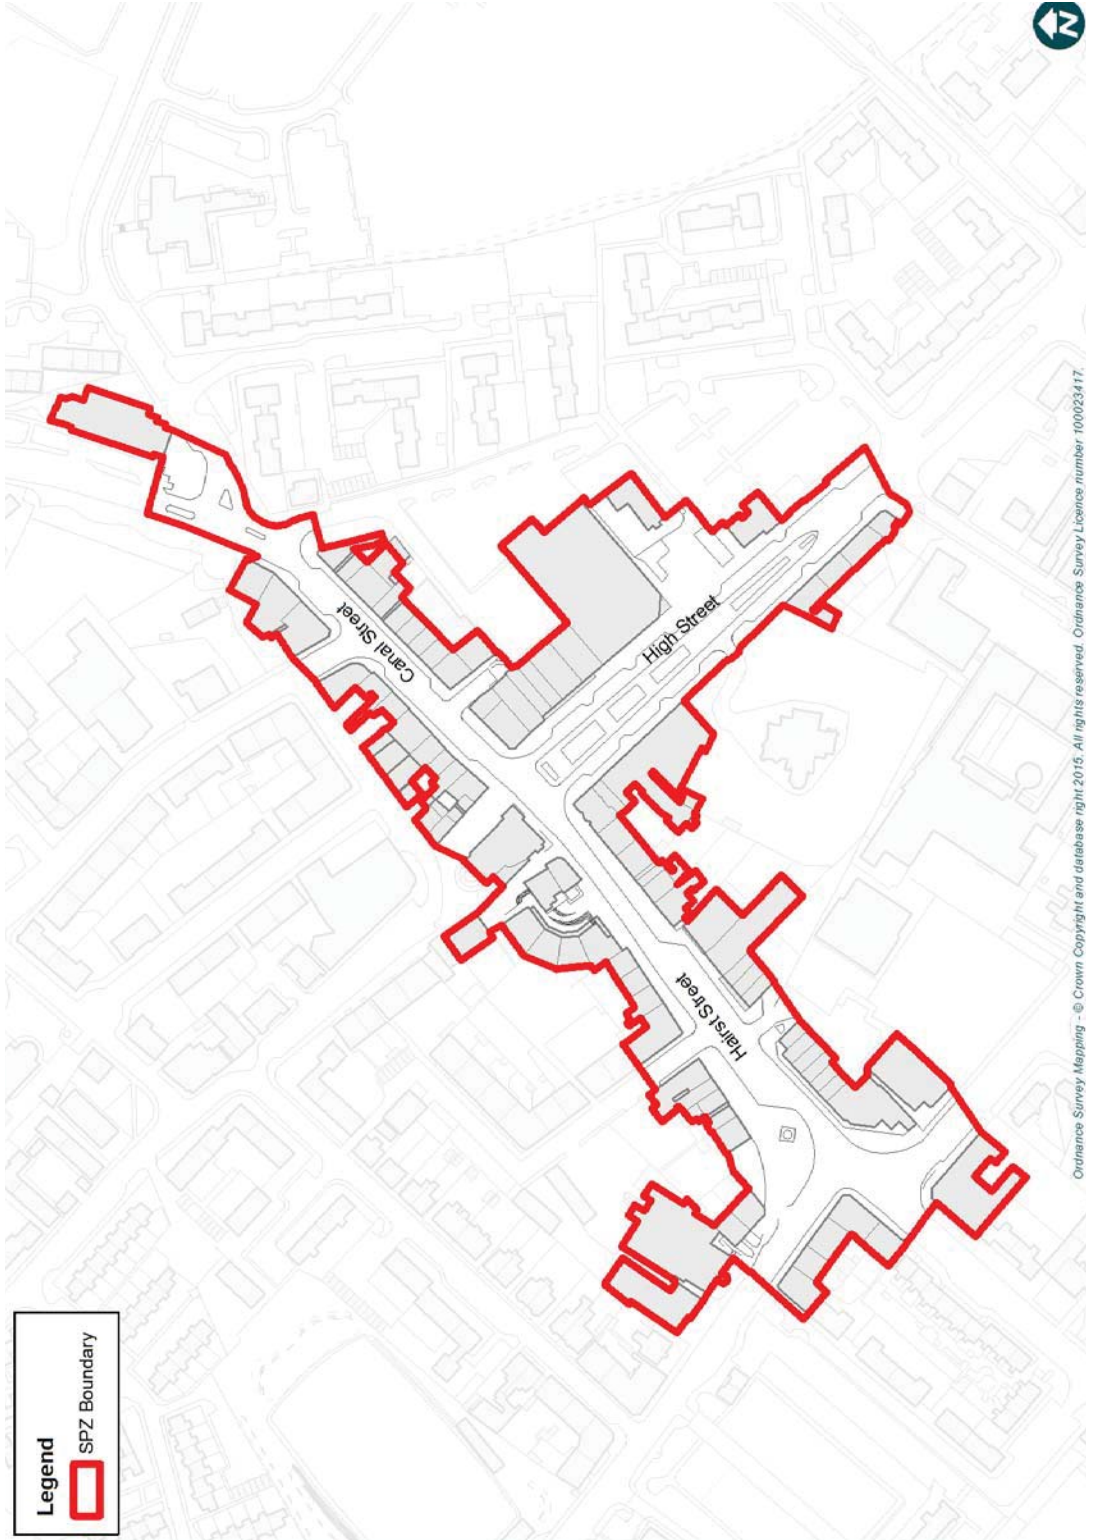 Legend
SPZ Boundary
N
Canal Street
High Street
Hairst Street
Ordnance Survey Mapping - © Crown Copyright and database right 2015. All rights reserved. Ordnance Survey Licence number 100023417.